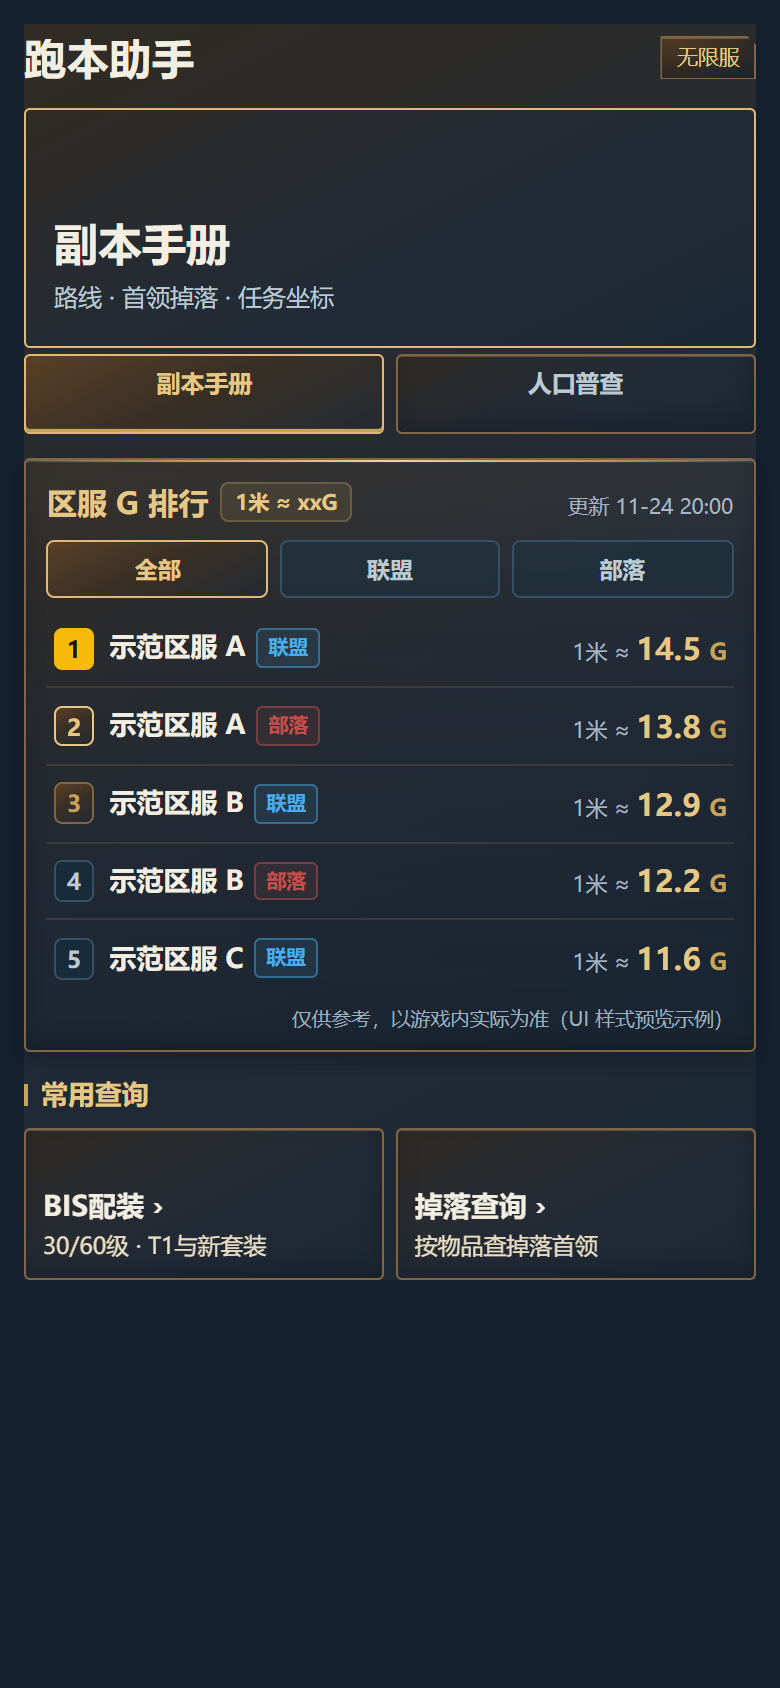 跑本助手 无限服
副本手册
路线 · 首领掉落 · 任务坐标
副本手册 人口普查
区服 G 排行 1米 ≈ xxG 更新 11-24 20:00
全部 联盟 部落
1 示范区服 A 联盟 1米 ≈ 14.5 G
2 示范区服 A 部落 1米 ≈ 13.8 G
3 示范区服 B 联盟 1米 ≈ 12.9 G
4 示范区服 B 部落 1米 ≈ 12.2 G
5 示范区服 C 联盟 1米 ≈ 11.6 G
仅供参考，以游戏内实际为准（UI 样式预览示例）
常用查询
BIS配装 ›
30/60级 · T1与新套装
掉落查询 ›
按物品查掉落首领